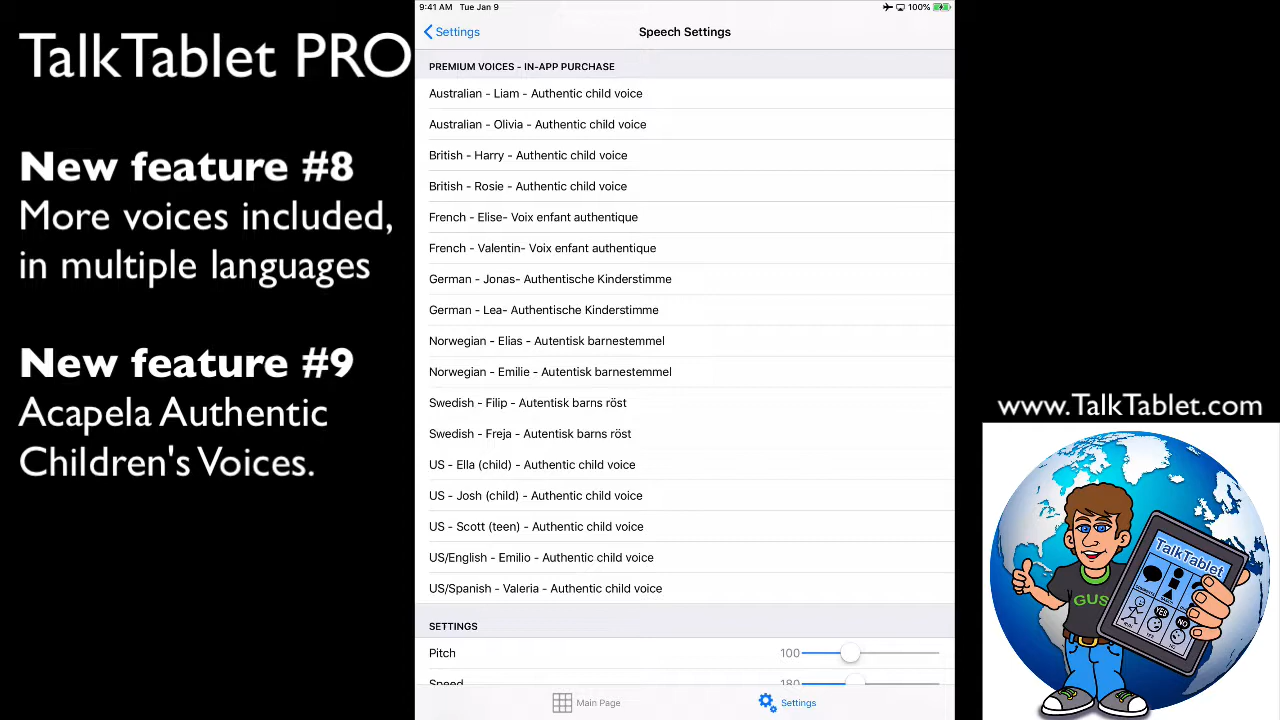 TalkTablet PRO
New feature #8
More voices included,
in multiple languages
New feature #9
Acapela Authentic
Children's Voices.
9:41 AM Tue Jan 9
100%
Settings
Speech Settings
PREMIUM VOICES - IN-APP PURCHASE
Australian - Liam - Authentic child voice
Australian - Olivia - Authentic child voice
British - Harry - Authentic child voice
British - Rosie - Authentic child voice
French - Elise- Voix enfant authentique
French - Valentin- Voix enfant authentique
German - Jonas- Authentische Kinderstimme
German - Lea- Authentische Kinderstimme
Norwegian - Elias - Autentisk barnestemmel
Norwegian - Emilie - Autentisk barnestemmel
Swedish - Filip - Autentisk barns röst
Swedish - Freja - Autentisk barns röst
US - Ella (child) - Authentic child voice
US - Josh (child) - Authentic child voice
US - Scott (teen) - Authentic child voice
US/English - Emilio - Authentic child voice
US/Spanish - Valeria - Authentic child voice
SETTINGS
Pitch 100
Speed 180
Main Page
Settings
www.TalkTablet.com
TalkTablet
GUS
YES
NO